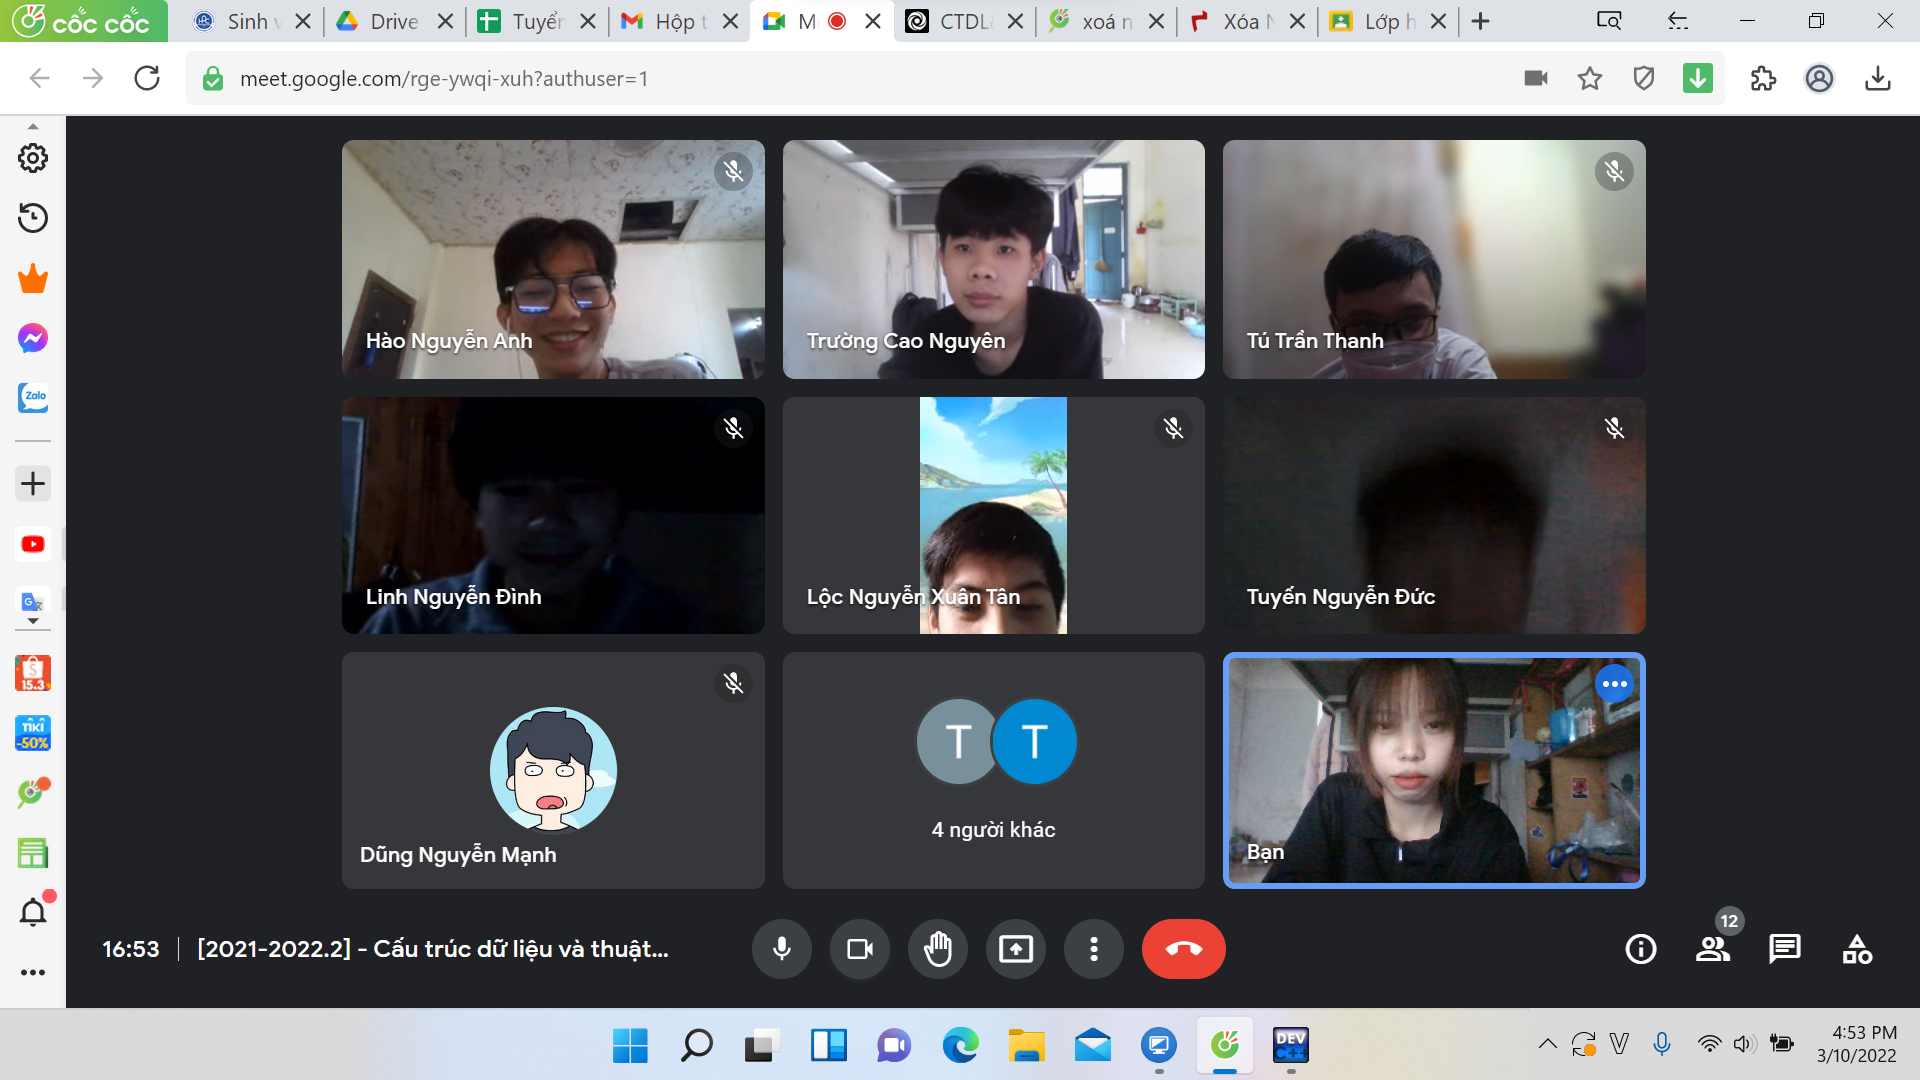 cốc cốc
Sinh v
Drive
Tuyển
Hộp t
M
CTDL
xoá n
Xóa N
Lớp h
meet.google.com/rge-ywqi-xuh?authuser=1
Zalo
S
15.3
TIKI
-50%
Hào Nguyễn Anh
Trường Cao Nguyên
Tú Trần Thanh
Linh Nguyễn Đình
Lộc Nguyễn Xuân Tân
Tuyến Nguyễn Đức
Dũng Nguyễn Mạnh
T T
4 người khác
Bạn
16:53
[2021-2022.2] - Cấu trúc dữ liệu và thuật...
12
DEV
C++
V
4:53 PM
3/10/2022